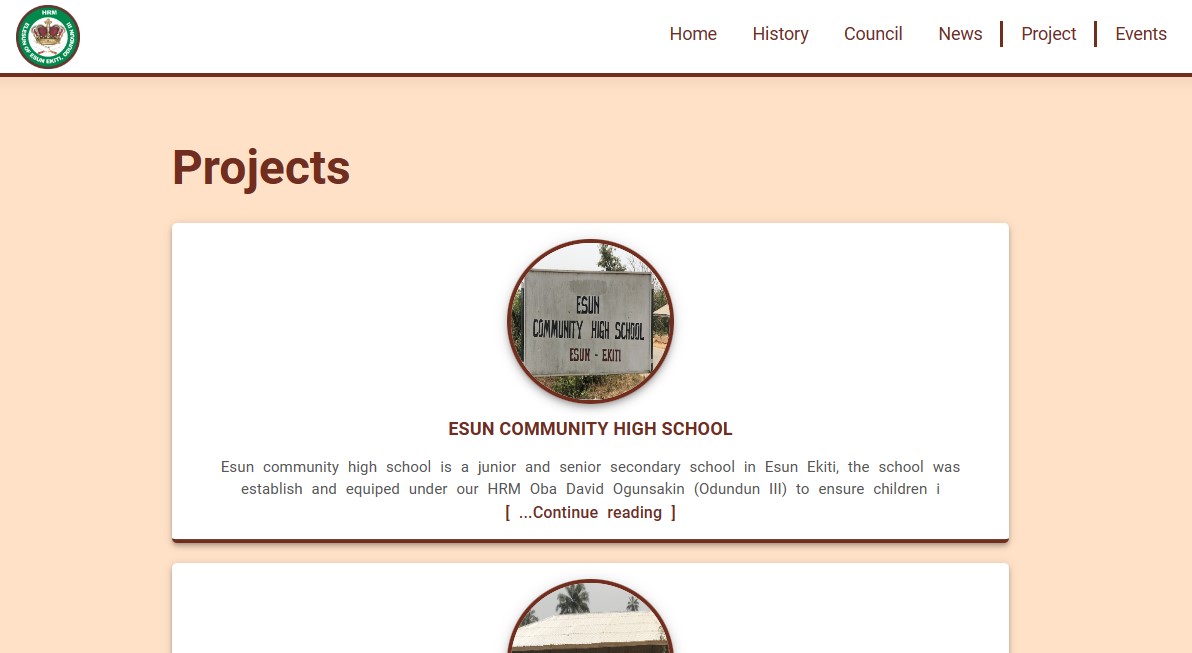 HRM
ELESUN OF ESUN EKITI, ODUNDUN III
Home History Council News Project Events
Projects
ESUN
COMMUNITY HIGH SCHOOL
ESUN - EKITI
ESUN COMMUNITY HIGH SCHOOL
Esun community high school is a junior and senior secondary school in Esun Ekiti, the school was
establish and equiped under our HRM Oba David Ogunsakin (Odundun III) to ensure children i
[ ...Continue reading ]